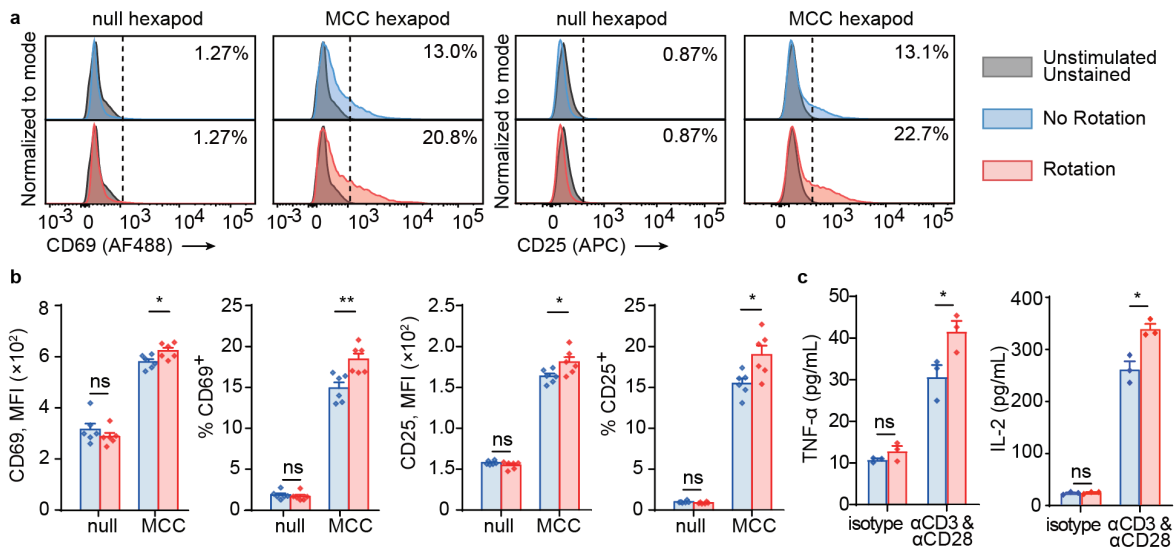 a
null hexapod
MCC hexapod
null hexapod
MCC hexapod
Normalized to mode
1.27%
13.0%
1.27%
20.8%
-10⁻³ 0 10³ 10⁴ 10⁵
-10⁻³ 0 10³ 10⁴ 10⁵
CD69 (AF488)
Normalized to mode
0.87%
13.1%
0.87%
22.7%
-10⁻³ 0 10³ 10⁴ 10⁵
-10⁻³ 0 10³ 10⁴ 10⁵
CD25 (APC)
Unstimulated
Unstained
No Rotation
Rotation
b
CD69, MFI (×10²)
8
6
4
2
0
ns
*
null MCC
% CD69⁺
25
20
15
10
5
0
ns
**
null MCC
CD25, MFI (×10²)
2.5
2.0
1.5
1.0
1.5
0
ns
*
null MCC
% CD25⁺
25
20
15
10
5
0
ns
*
null MCC
c
TNF-α (pg/mL)
50
40
30
20
10
0
ns
*
isotype
αCD3 &
αCD28
IL-2 (pg/mL)
400
300
200
100
0
ns
*
isotype
αCD3 &
αCD28